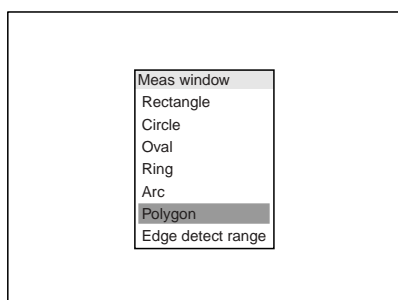 Meas window
Rectangle
Circle
Oval
Ring
Arc
Polygon
Edge detect range